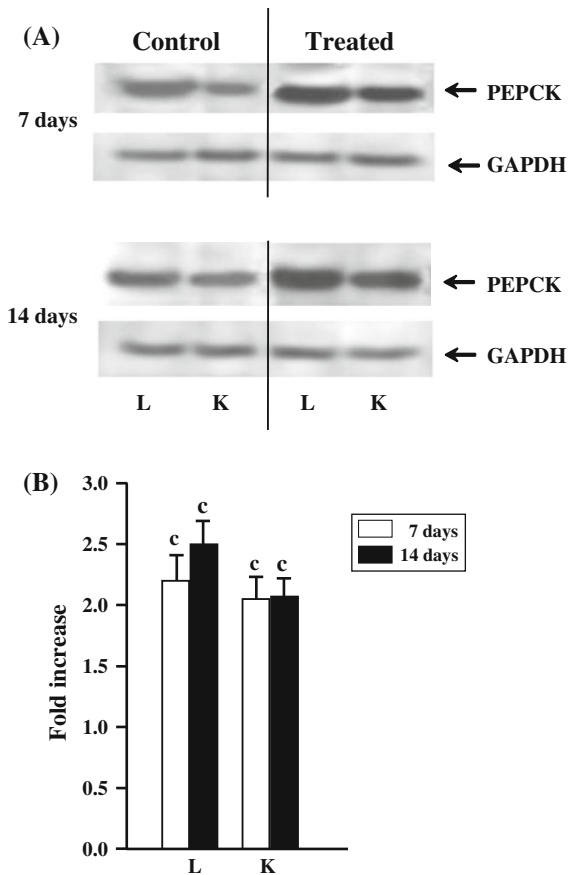 (A)
Control Treated
PEPCK
7 days
GAPDH
PEPCK
14 days
GAPDH
L K L K
(B)
3.0
2.5
2.0
1.5
1.0
0.5
0.0
Fold increase
c c c c
7 days
14 days
L K